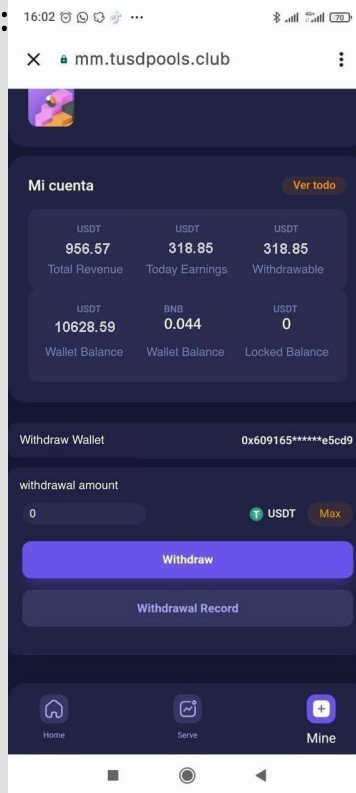 16:02
4G+
70
mm.tusdpools.club
Mi cuenta
Ver todo
USDT USDT USDT
956.57 318.85 318.85
Total Revenue Today Earnings Withdrawable
USDT BNB USDT
10628.59 0.044 0
Wallet Balance Wallet Balance Locked Balance
Withdraw Wallet 0x609165******e5cd9
withdrawal amount
0 USDT Max
Withdraw
Withdrawal Record
Home Serve Mine